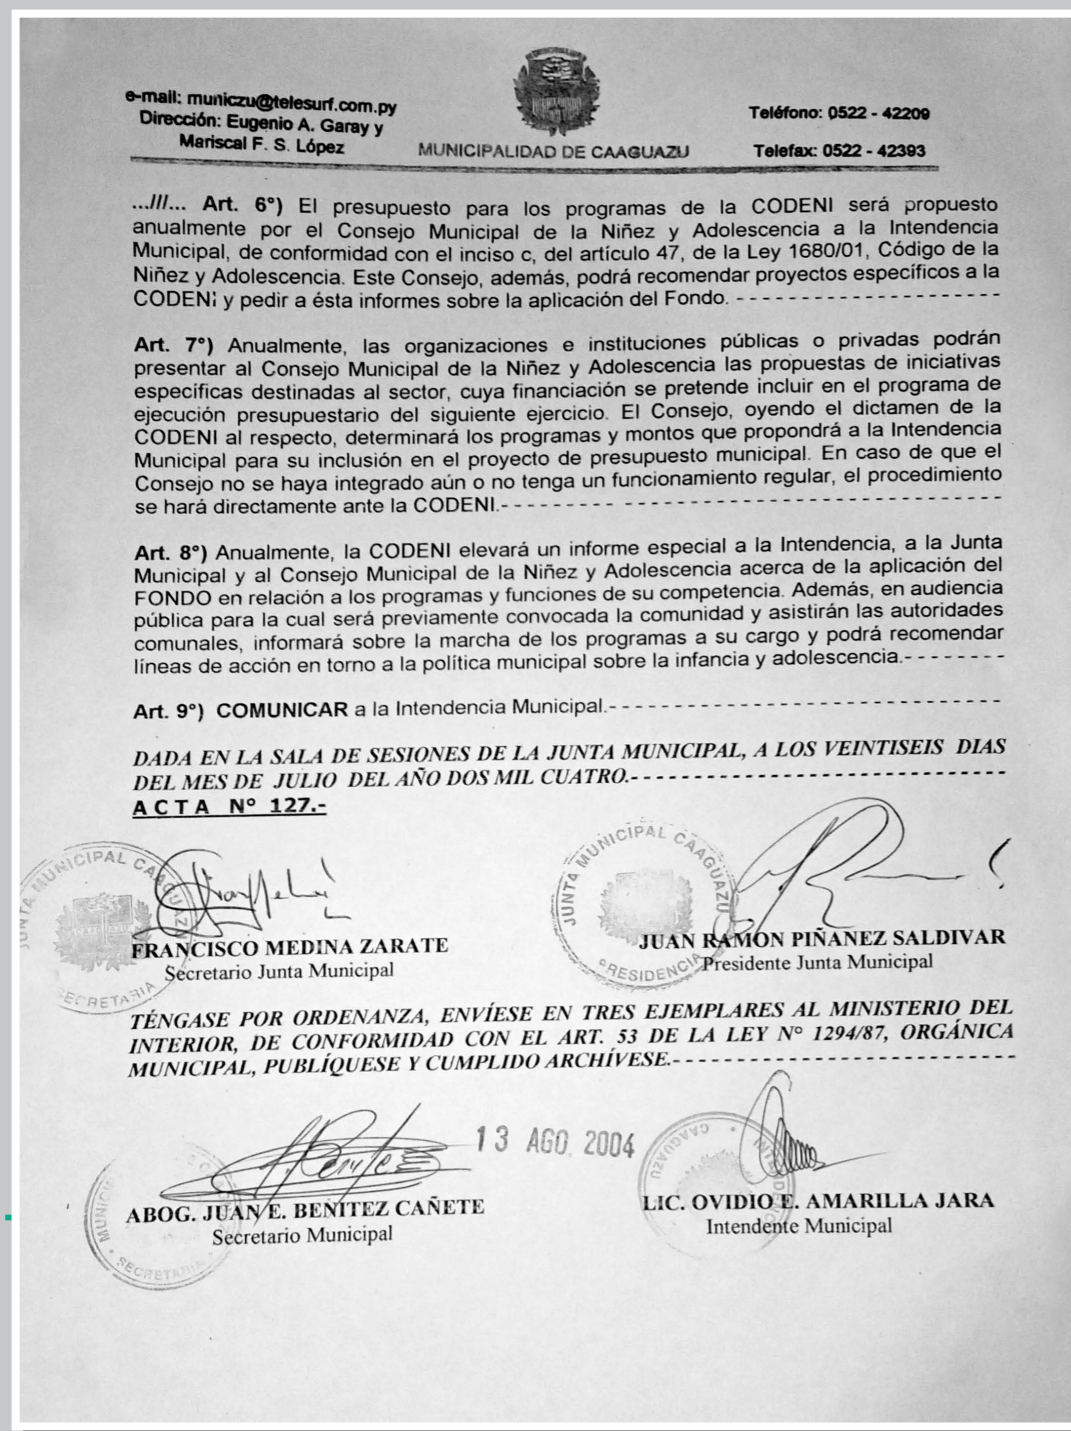 e-mail: municzu@telesurf.com.py
Dirección: Eugenio A. Garay y
Mariscal F. S. López
MUNICIPALIDAD DE CAAGUAZU
Teléfono: 0522 - 42209
Telefax: 0522 - 42393
...///... Art. 6°) El presupuesto para los programas de la CODENI será propuesto
anualmente por el Consejo Municipal de la Niñez y Adolescencia a la Intendencia
Municipal, de conformidad con el inciso c, del artículo 47, de la Ley 1680/01, Código de la
Niñez y Adolescencia. Este Consejo, además, podrá recomendar proyectos específicos a la
CODENI y pedir a ésta informes sobre la aplicación del Fondo. - - - - - - - - - - - - - - - - - - - -
Art. 7°) Anualmente, las organizaciones e instituciones públicas o privadas podrán
presentar al Consejo Municipal de la Niñez y Adolescencia las propuestas de iniciativas
específicas destinadas al sector, cuya financiación se pretende incluir en el programa de
ejecución presupuestario del siguiente ejercicio. El Consejo, oyendo el dictamen de la
CODENI al respecto, determinará los programas y montos que propondrá a la Intendencia
Municipal para su inclusión en el proyecto de presupuesto municipal. En caso de que el
Consejo no se haya integrado aún o no tenga un funcionamiento regular, el procedimiento
se hará directamente ante la CODENI.- - - - - - - - - - - - - - - - - - - - - - - - - - - - - - - - - - - - -
Art. 8°) Anualmente, la CODENI elevará un informe especial a la Intendencia, a la Junta
Municipal y al Consejo Municipal de la Niñez y Adolescencia acerca de la aplicación del
FONDO en relación a los programas y funciones de su competencia. Además, en audiencia
pública para la cual será previamente convocada la comunidad y asistirán las autoridades
comunales, informará sobre la marcha de los programas a su cargo y podrá recomendar
líneas de acción en torno a la política municipal sobre la infancia y adolescencia.- - - - - - - -
Art. 9°) COMUNICAR a la Intendencia Municipal.- - - - - - - - - - - - - - - - - - - - - - - - - - - - - -
DADA EN LA SALA DE SESIONES DE LA JUNTA MUNICIPAL, A LOS VEINTISEIS DIAS
DEL MES DE JULIO DEL AÑO DOS MIL CUATRO.- - - - - - - - - - - - - - - - - - - - - - - - - - - - -
A C T A N° 127.-
JUNTA MUNICIPAL CAAGUAZU
SECRETARIA
JUNTA MUNICIPAL CAAGUAZU
PRESIDENCIA
FRANCISCO MEDINA ZARATE
Secretario Junta Municipal
JUAN RAMON PIÑANEZ SALDIVAR
Presidente Junta Municipal
TÉNGASE POR ORDENANZA, ENVÍESE EN TRES EJEMPLARES AL MINISTERIO DEL
INTERIOR, DE CONFORMIDAD CON EL ART. 53 DE LA LEY N° 1294/87, ORGÁNICA
MUNICIPAL, PUBLÍQUESE Y CUMPLIDO ARCHÍVESE.- - - - - - - - - - - - - - - - - - - - - - - - - -
13 AGO 2004
CAAGUAZU
SECRETARIA
ABOG. JUAN E. BENITEZ CAÑETE
Secretario Municipal
LIC. OVIDIO E. AMARILLA JARA
Intendente Municipal